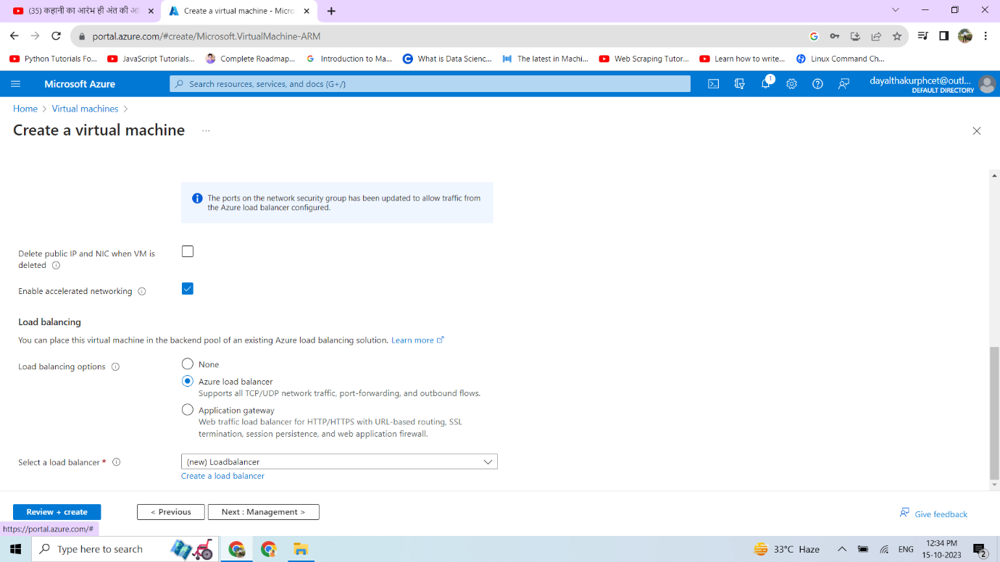 (35) कहानी का आरंभ ही अंत की
Create a virtual machine - Micro
portal.azure.com/#create/Microsoft.VirtualMachine-ARM
Python Tutorials Fo... JavaScript Tutorials... Complete Roadmap... Introduction to Ma... What is Data Scienc... The latest in Machi... Web Scraping Tutor... Learn how to write... Linux Command Ch...
Microsoft Azure
Search resources, services, and docs (G+/)
1
dayalthakurphcet@outl...
DEFAULT DIRECTORY
Home > Virtual machines >
Create a virtual machine ...
The ports on the network security group has been updated to allow traffic from
the Azure load balancer configured.
Delete public IP and NIC when VM is
deleted
Enable accelerated networking
Load balancing
You can place this virtual machine in the backend pool of an existing Azure load balancing solution. Learn more
Load balancing options
None
Azure load balancer
Supports all TCP/UDP network traffic, port-forwarding, and outbound flows.
Application gateway
Web traffic load balancer for HTTP/HTTPS with URL-based routing, SSL
termination, session persistence, and web application firewall.
Select a load balancer *
(new) Loadbalancer
Create a load balancer
Review + create
< Previous
Next : Management >
Give feedback
https://portal.azure.com/#
Type here to search
33°C Haze
ENG
12:34 PM
15-10-2023
2